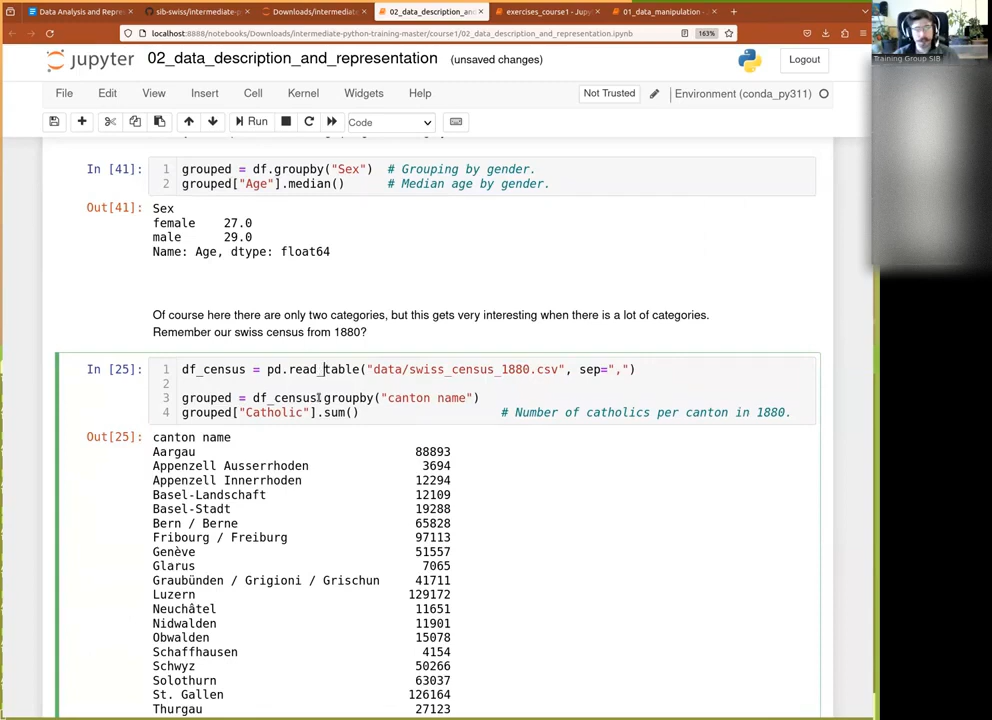 Data Analysis and Repres
sib-swiss/intermediate-p
Downloads/intermediate
02_data_description_an
exercises_course1 - Jupy
01_data_manipulation - J
localhost:8888/notebooks/Downloads/intermediate-python-training-master/course1/02_data_description_and_representation.ipynb
163%
Training Group SIB
jupyter
02_data_description_and_representation
(unsaved changes)
Logout
File Edit View Insert Cell Kernel Widgets Help
Not Trusted
Environment (conda_py311)
Run
Code
In [41]:
1 grouped = df.groupby("Sex") # Grouping by gender.
2 grouped["Age"].median() # Median age by gender.
Out[41]:
Sex
female 27.0
male 29.0
Name: Age, dtype: float64
Of course here there are only two categories, but this gets very interesting when there is a lot of categories.
Remember our swiss census from 1880?
In [25]:
1 df_census = pd.read_table("data/swiss_census_1880.csv", sep=",")
2
3 grouped = df_census.groupby("canton name")
4 grouped["Catholic"].sum() # Number of catholics per canton in 1880.
Out[25]:
canton name
Aargau 88893
Appenzell Ausserrhoden 3694
Appenzell Innerrhoden 12294
Basel-Landschaft 12109
Basel-Stadt 19288
Bern / Berne 65828
Fribourg / Freiburg 97113
Genève 51557
Glarus 7065
Graubünden / Grigioni / Grischun 41711
Luzern 129172
Neuchâtel 11651
Nidwalden 11901
Obwalden 15078
Schaffhausen 4154
Schwyz 50266
Solothurn 63037
St. Gallen 126164
Thurgau 27123